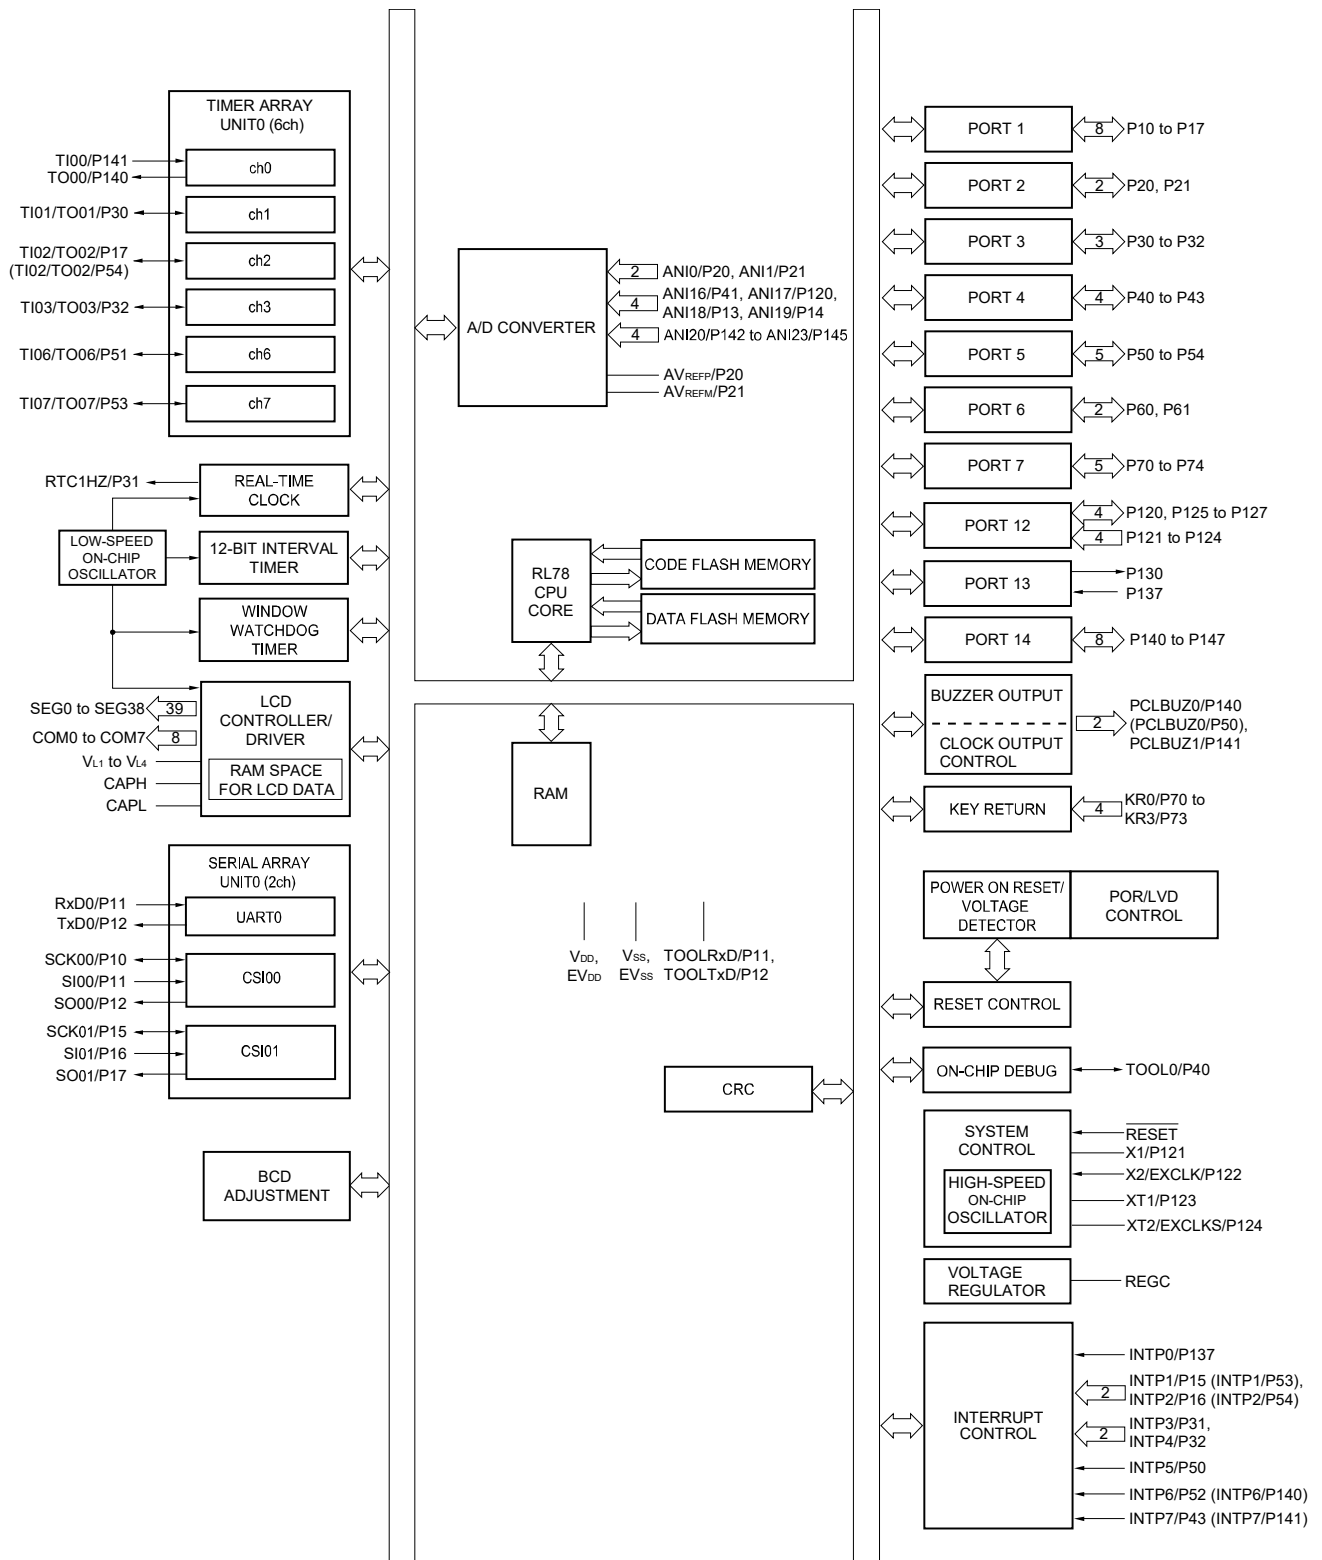 TIMER ARRAY
UNIT0 (6ch)
TI00/P141
TO00/P140
ch0
TI01/TO01/P30
ch1
TI02/TO02/P17
(TI02/TO02/P54)
ch2
TI03/TO03/P32
ch3
TI06/TO06/P51
ch6
TI07/TO07/P53
ch7
RTC1HZ/P31
REAL-TIME
CLOCK
LOW-SPEED
ON-CHIP
OSCILLATOR
12-BIT INTERVAL
TIMER
WINDOW
WATCHDOG
TIMER
LCD
CONTROLLER/
DRIVER
RAM SPACE
FOR LCD DATA
SEG0 to SEG38
39
COM0 to COM7
8
VL1 to VL4
CAPH
CAPL
SERIAL ARRAY
UNIT0 (2ch)
RxD0/P11
TxD0/P12
UART0
SCK00/P10
SI00/P11
SO00/P12
CSI00
SCK01/P15
SI01/P16
SO01/P17
CSI01
BCD
ADJUSTMENT
A/D CONVERTER
2
ANI0/P20, ANI1/P21
4
ANI16/P41, ANI17/P120,
ANI18/P13, ANI19/P14
4
ANI20/P142 to ANI23/P145
AVREFP/P20
AVREFM/P21
RL78
CPU
CORE
CODE FLASH MEMORY
DATA FLASH MEMORY
RAM
VDD,
EVDD
VSS,
EVSS
TOOLRxD/P11,
TOOLTxD/P12
CRC
PORT 1
8
P10 to P17
PORT 2
2
P20, P21
PORT 3
3
P30 to P32
PORT 4
4
P40 to P43
PORT 5
5
P50 to P54
PORT 6
2
P60, P61
PORT 7
5
P70 to P74
PORT 12
4
P120, P125 to P127
4
P121 to P124
PORT 13
P130
P137
PORT 14
8
P140 to P147
BUZZER OUTPUT
CLOCK OUTPUT
CONTROL
2
PCLBUZ0/P140
(PCLBUZ0/P50),
PCLBUZ1/P141
KEY RETURN
4
KR0/P70 to
KR3/P73
POWER ON RESET/
VOLTAGE
DETECTOR
POR/LVD
CONTROL
RESET CONTROL
ON-CHIP DEBUG
TOOL0/P40
SYSTEM
CONTROL
HIGH-SPEED
ON-CHIP
OSCILLATOR
RESET
X1/P121
X2/EXCLK/P122
XT1/P123
XT2/EXCLKS/P124
VOLTAGE
REGULATOR
REGC
INTERRUPT
CONTROL
INTP0/P137
2
INTP1/P15 (INTP1/P53),
INTP2/P16 (INTP2/P54)
2
INTP3/P31,
INTP4/P32
INTP5/P50
INTP6/P52 (INTP6/P140)
INTP7/P43 (INTP7/P141)